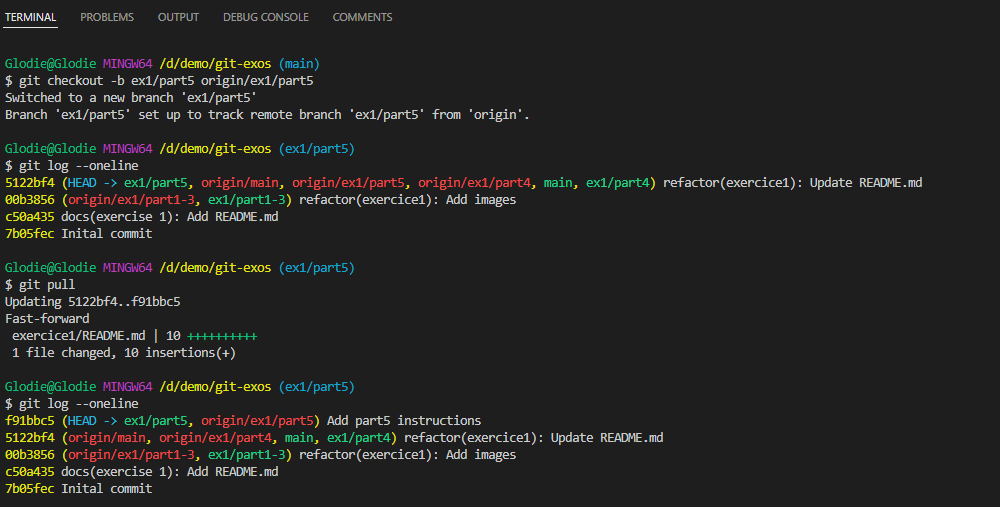 TERMINAL PROBLEMS OUTPUT DEBUG CONSOLE COMMENTS
Glodie@Glodie MINGW64 /d/demo/git-exos (main)
$ git checkout -b ex1/part5 origin/ex1/part5
Switched to a new branch 'ex1/part5'
Branch 'ex1/part5' set up to track remote branch 'ex1/part5' from 'origin'.
Glodie@Glodie MINGW64 /d/demo/git-exos (ex1/part5)
$ git log --oneline
5122bf4 (HEAD -> ex1/part5, origin/main, origin/ex1/part5, origin/ex1/part4, main, ex1/part4) refactor(exercice1): Update README.md
00b3856 (origin/ex1/part1-3, ex1/part1-3) refactor(exercice1): Add images
c50a435 docs(exercise 1): Add README.md
7b05fec Inital commit
Glodie@Glodie MINGW64 /d/demo/git-exos (ex1/part5)
$ git pull
Updating 5122bf4..f91bbc5
Fast-forward
 exercice1/README.md | 10 ++++++++++
 1 file changed, 10 insertions(+)
Glodie@Glodie MINGW64 /d/demo/git-exos (ex1/part5)
$ git log --oneline
f91bbc5 (HEAD -> ex1/part5, origin/ex1/part5) Add part5 instructions
5122bf4 (origin/main, origin/ex1/part4, main, ex1/part4) refactor(exercice1): Update README.md
00b3856 (origin/ex1/part1-3, ex1/part1-3) refactor(exercice1): Add images
c50a435 docs(exercise 1): Add README.md
7b05fec Inital commit